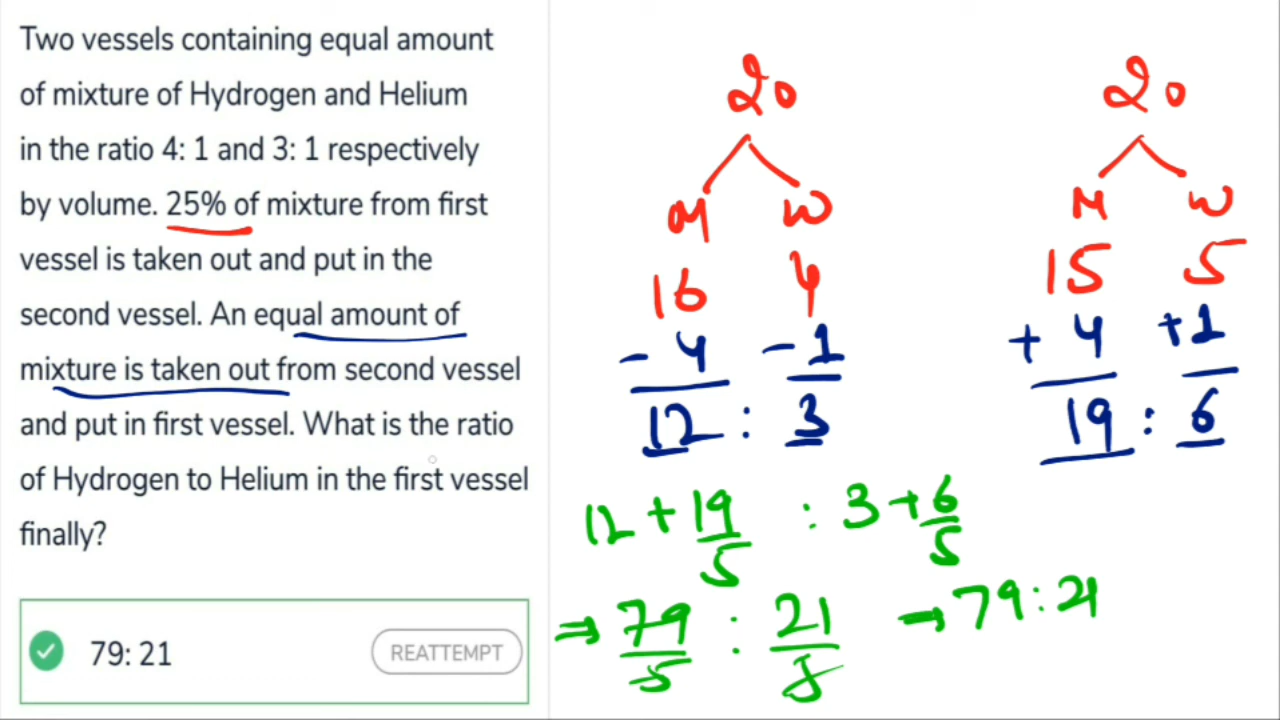 Two vessels containing equal amount
of mixture of Hydrogen and Helium
in the ratio 4: 1 and 3: 1 respectively
by volume. 25% of mixture from first
vessel is taken out and put in the
second vessel. An equal amount of
mixture is taken out from second vessel
and put in first vessel. What is the ratio
of Hydrogen to Helium in the first vessel
finally?
79: 21
REATTEMPT
20 20
M W M W
16 4 15 5
- 4 - 1 + 4 + 1
12 : 3 19 : 6
12 + 19/5 : 3 + 6/5
⇒ 79/5 : 21/5 → 79 : 21